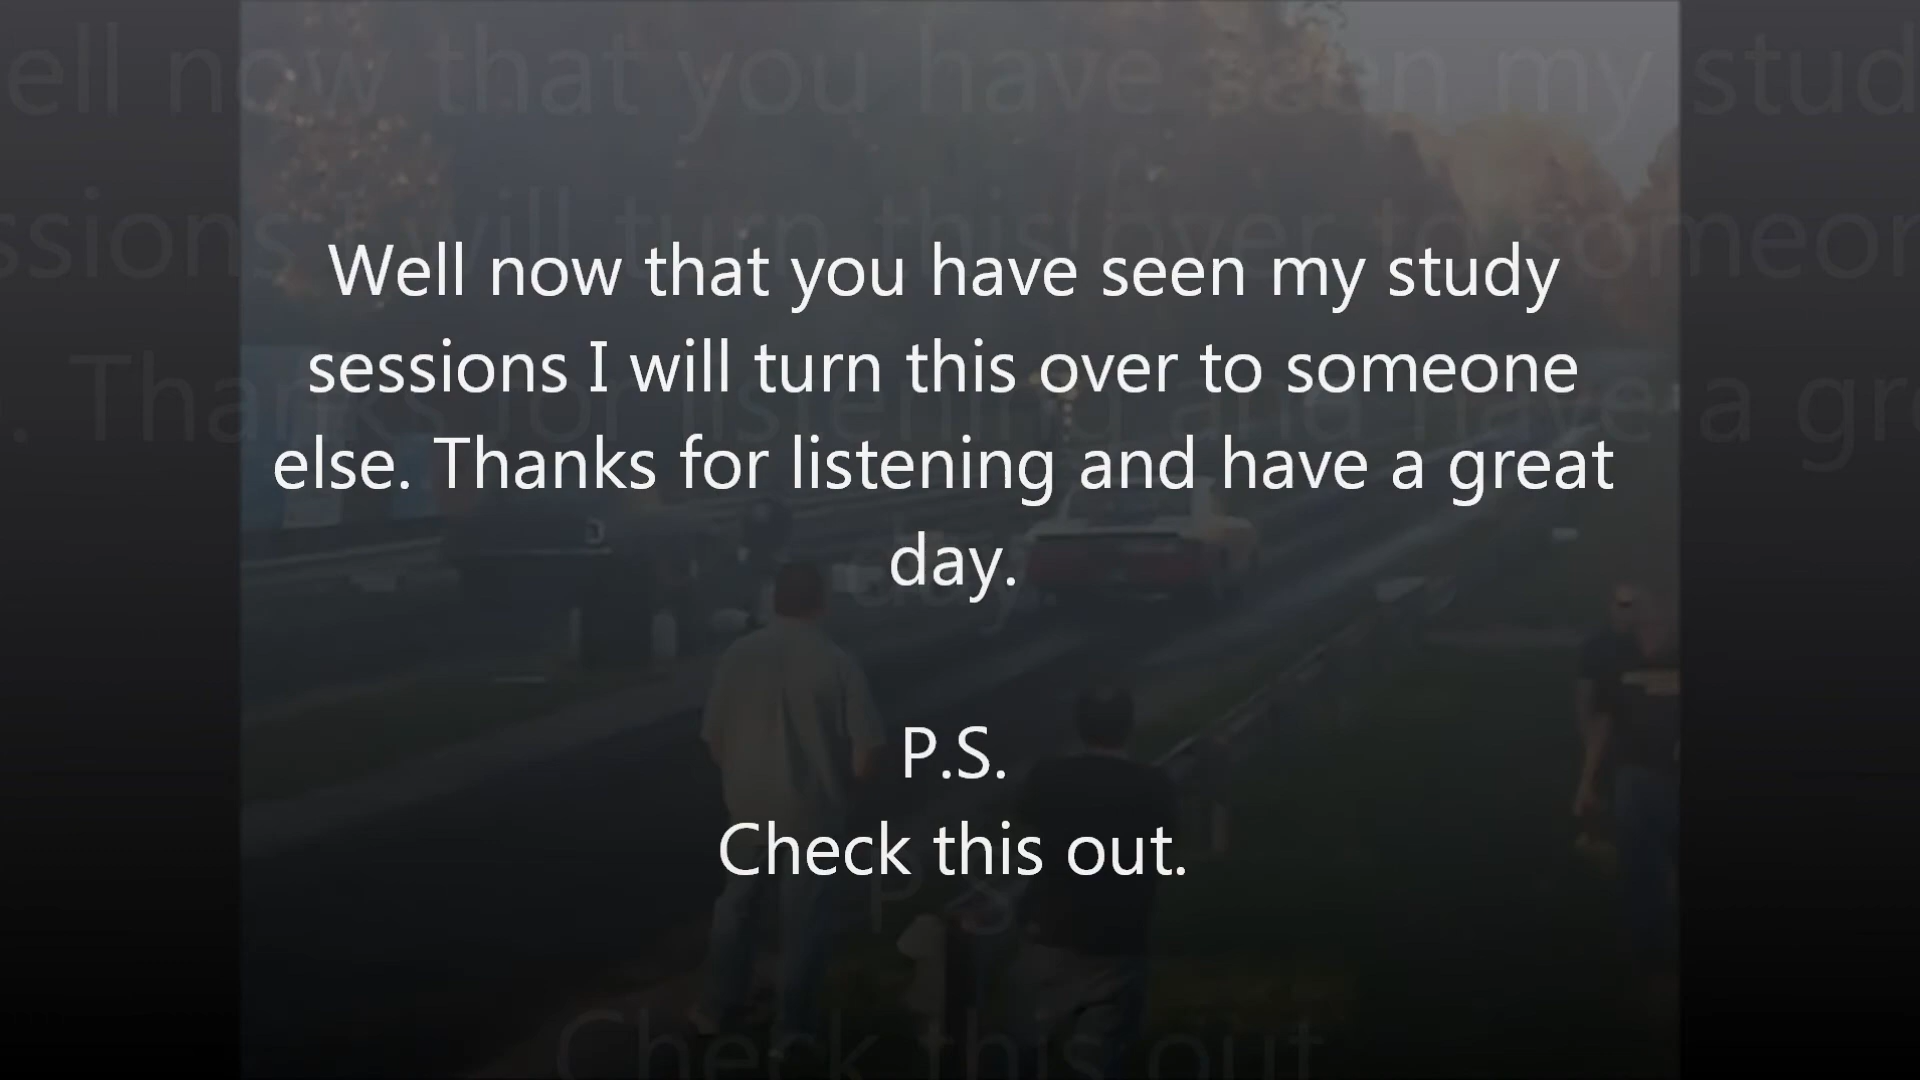 Well now that you have seen my study
sessions I will turn this over to someone
else. Thanks for listening and have a great
day.
P.S.
Check this out.